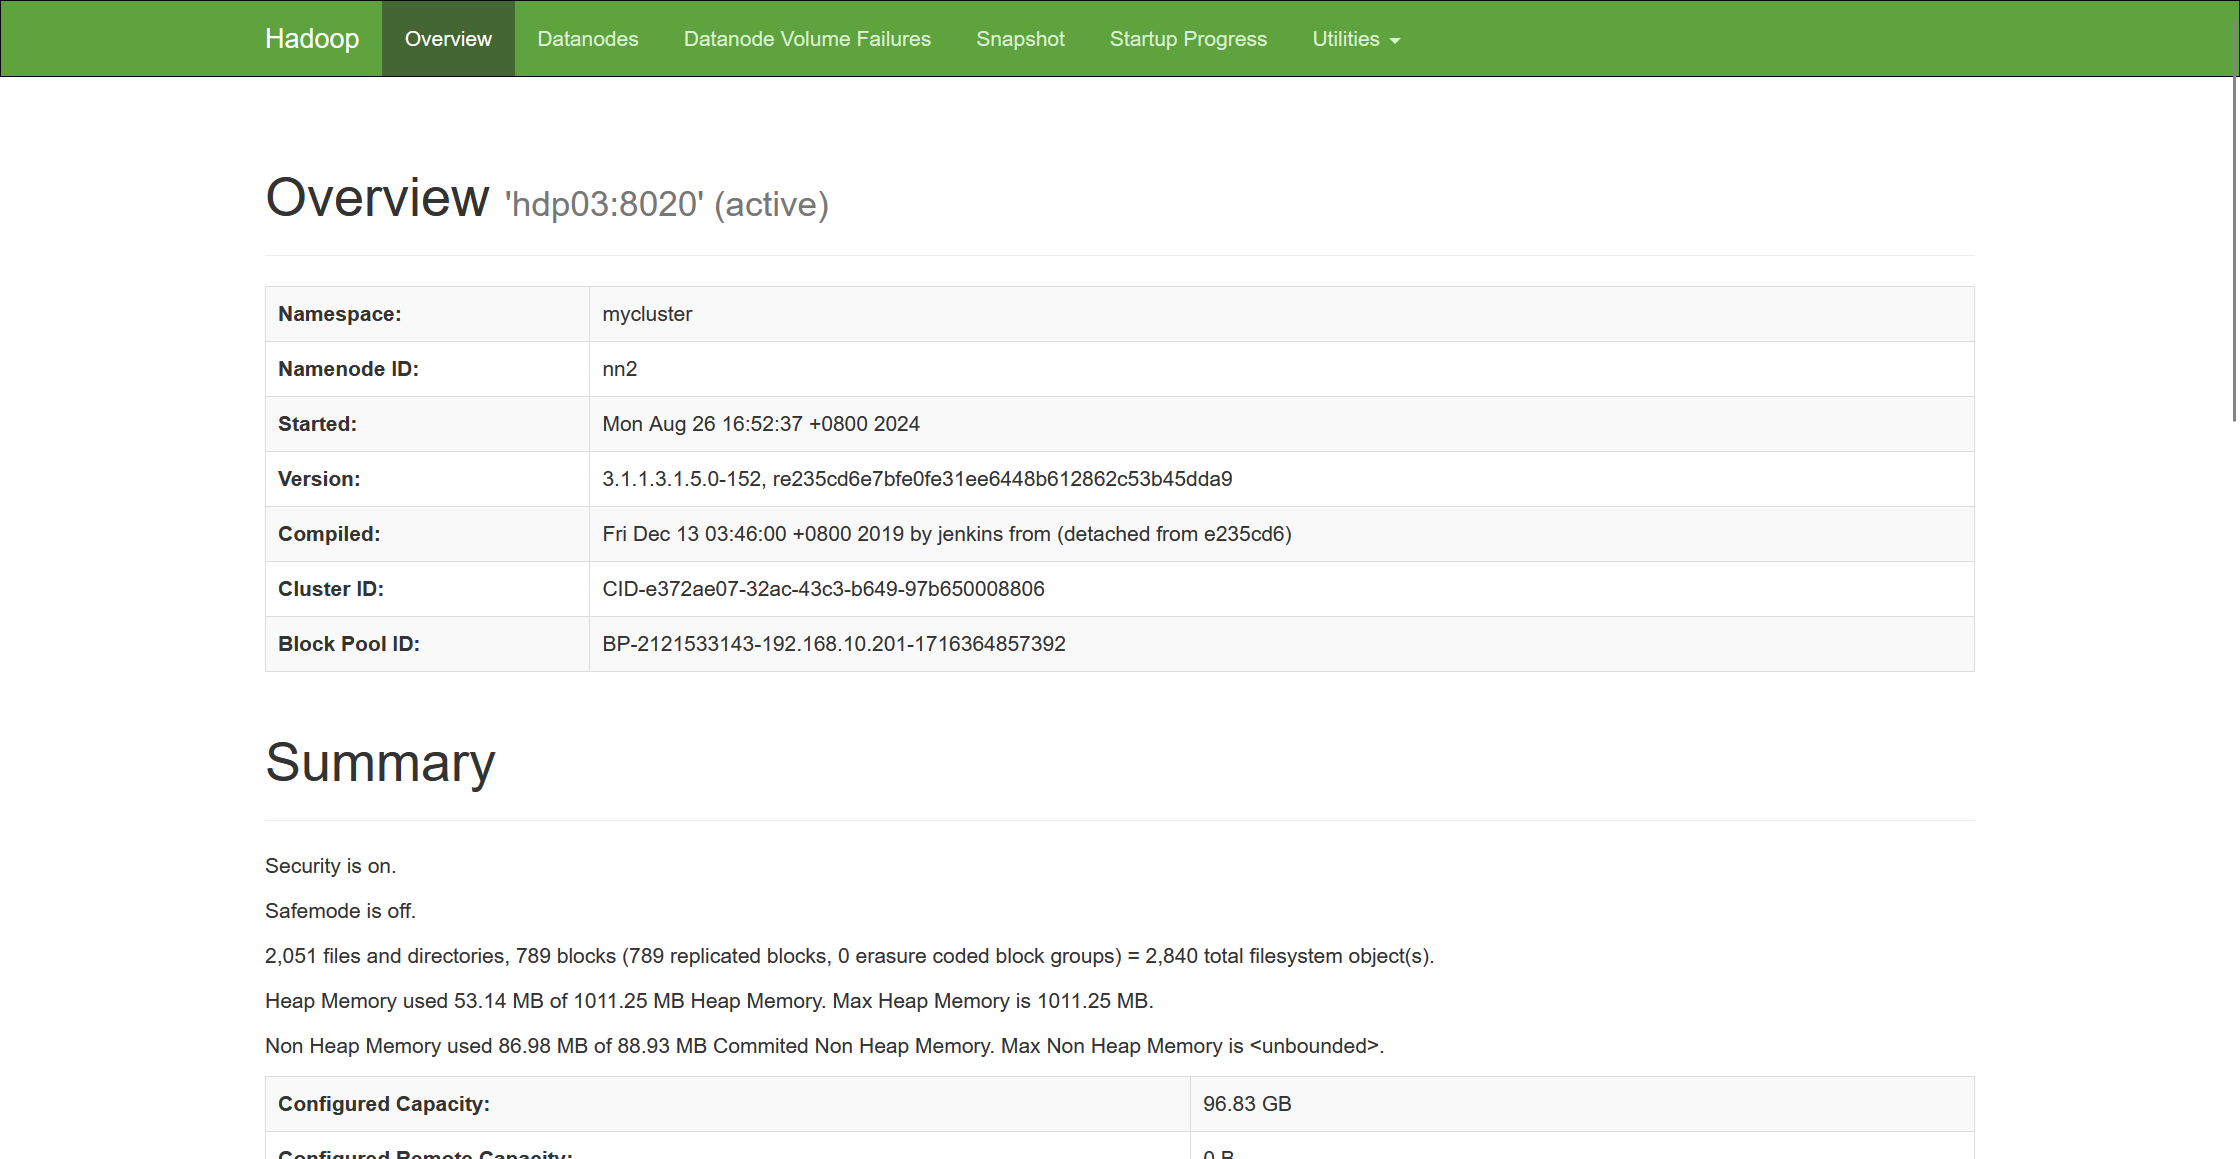 Hadoop Overview Datanodes Datanode Volume Failures Snapshot Startup Progress Utilities
Overview 'hdp03:8020' (active)
Namespace: mycluster
Namenode ID: nn2
Started: Mon Aug 26 16:52:37 +0800 2024
Version: 3.1.1.3.1.5.0-152, re235cd6e7bfe0fe31ee6448b612862c53b45dda9
Compiled: Fri Dec 13 03:46:00 +0800 2019 by jenkins from (detached from e235cd6)
Cluster ID: CID-e372ae07-32ac-43c3-b649-97b650008806
Block Pool ID: BP-2121533143-192.168.10.201-1716364857392
Summary
Security is on.
Safemode is off.
2,051 files and directories, 789 blocks (789 replicated blocks, 0 erasure coded block groups) = 2,840 total filesystem object(s).
Heap Memory used 53.14 MB of 1011.25 MB Heap Memory. Max Heap Memory is 1011.25 MB.
Non Heap Memory used 86.98 MB of 88.93 MB Commited Non Heap Memory. Max Non Heap Memory is <unbounded>.
Configured Capacity: 96.83 GB
Configured Remote Capacity: 0 B